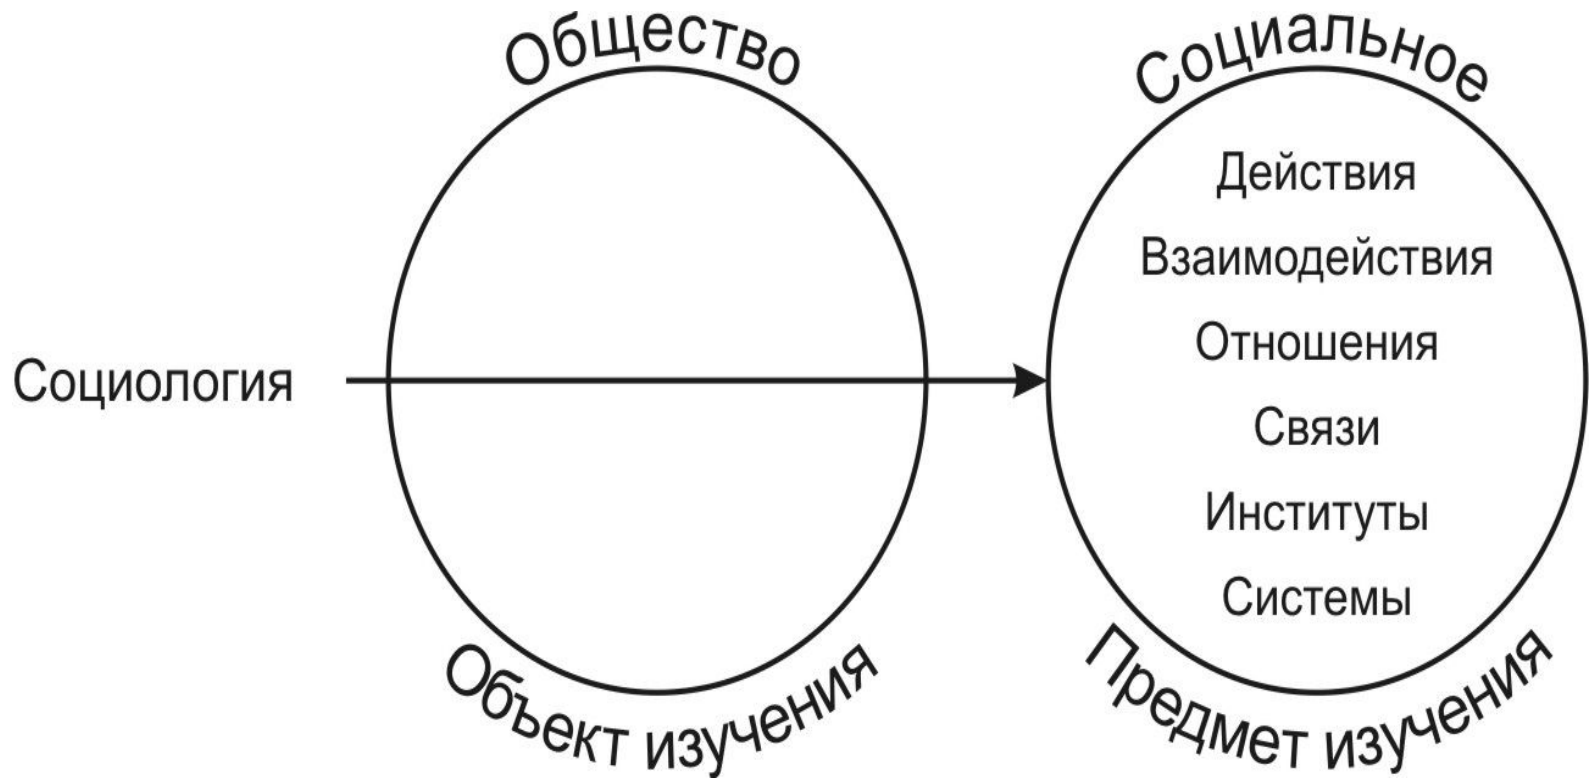 Социология
Общество
Объект изучения
Социальное
Действия
Взаимодействия
Отношения
Связи
Институты
Системы
Предмет изучения